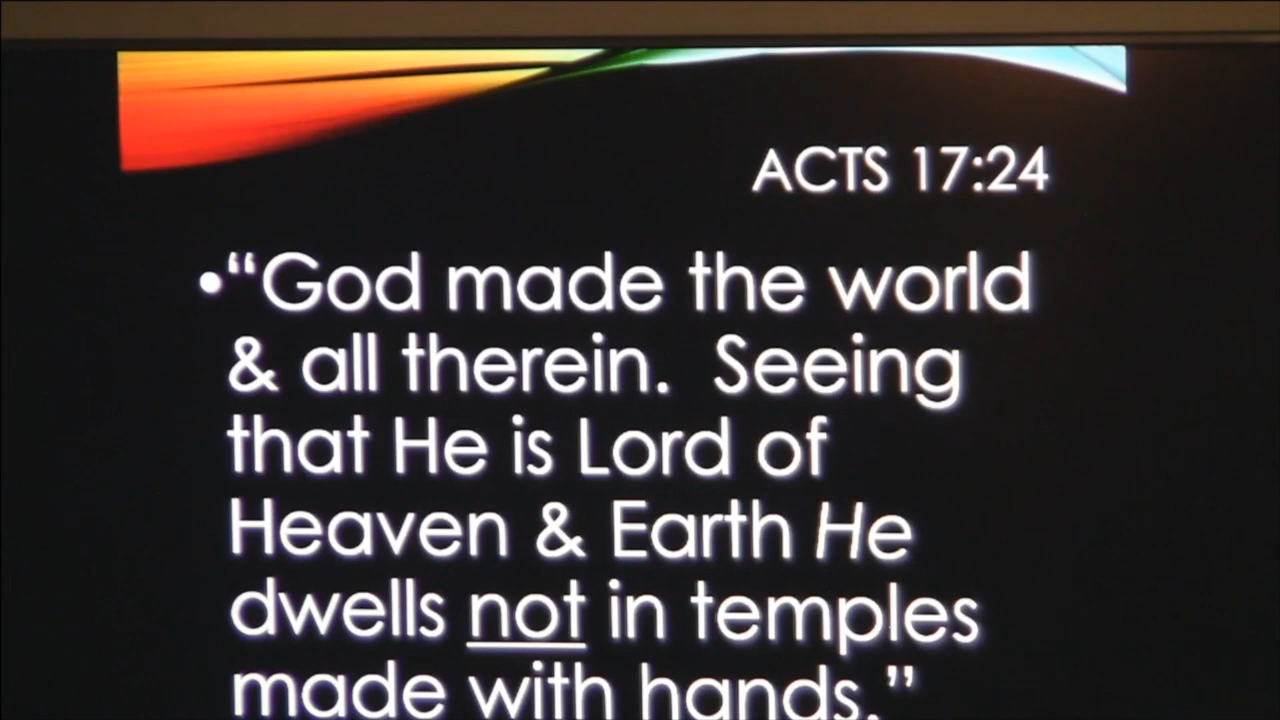 ACTS 17:24
•“God made the world
& all therein.  Seeing
that He is Lord of
Heaven & Earth He
dwells not in temples
made with hands.”